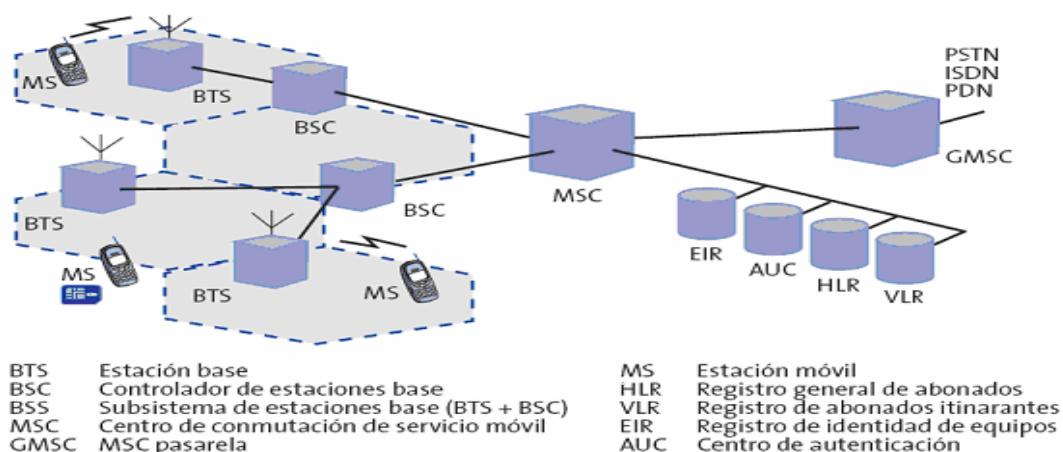 MS
BTS
BSC
PSTN
ISDN
PDN
GMSC
MSC
BTS
BSC
MS
BTS
MS
EIR
AUC
HLR
VLR
BTS Estación base
BSC Controlador de estaciones base
BSS Subsistema de estaciones base (BTS + BSC)
MSC Centro de conmutación de servicio móvil
GMSC MSC pasarela
MS Estación móvil
HLR Registro general de abonados
VLR Registro de abonados itinarantes
EIR Registro de identidad de equipos
AUC Centro de autenticación